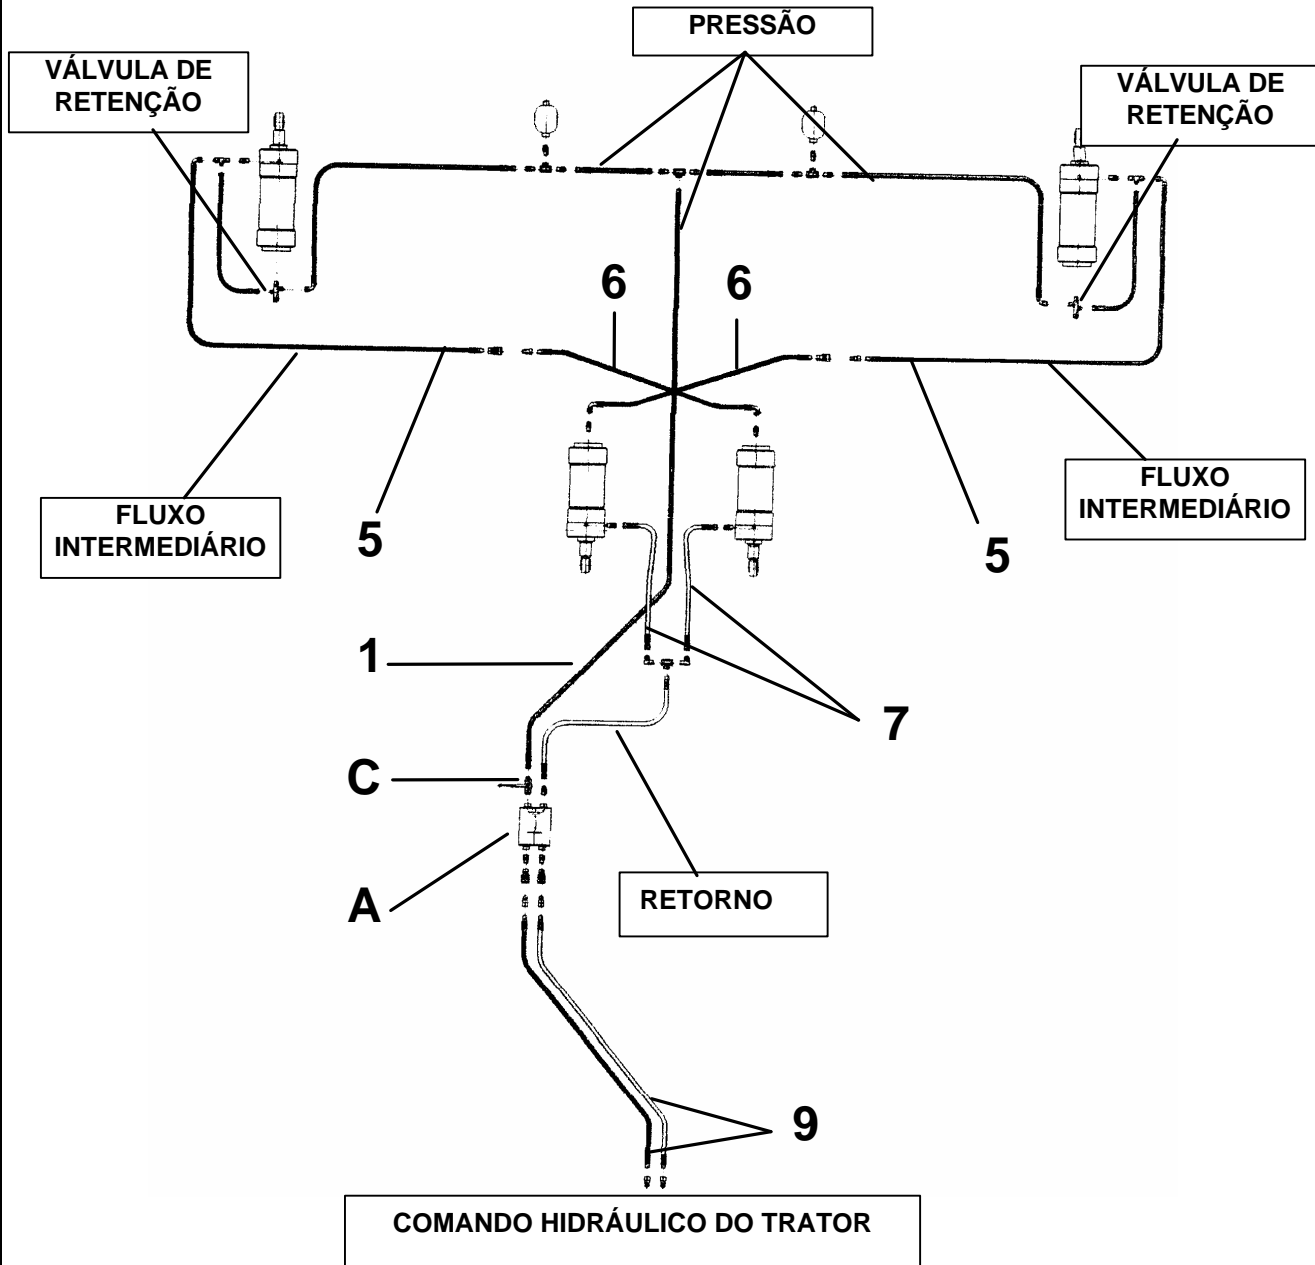 PRESSÃO
VÁLVULA DE
RETENÇÃO
VÁLVULA DE
RETENÇÃO
6
6
FLUXO
INTERMEDIÁRIO
5
5
FLUXO
INTERMEDIÁRIO
1
7
C
A
RETORNO
9
COMANDO HIDRÁULICO DO TRATOR